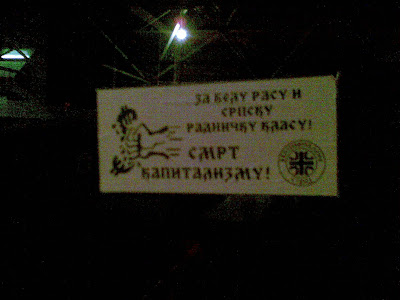 ЗА БЕЛУ РАСУ И
СРПСКУ
РАДНИЧКУ КЛАСУ!
СМРТ
КАПИТАЛИЗМУ!